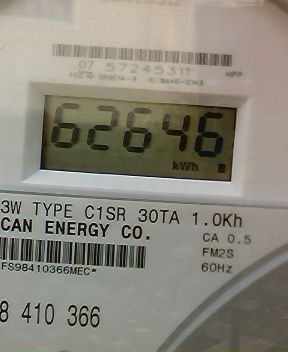 07 57245311 HPP
62646
kWh
3W TYPE C1SR 30TA 1.0Kh
CAN ENERGY CO. CA 0.5
FM2S
FS98410366MEC*
60Hz
8 410 366